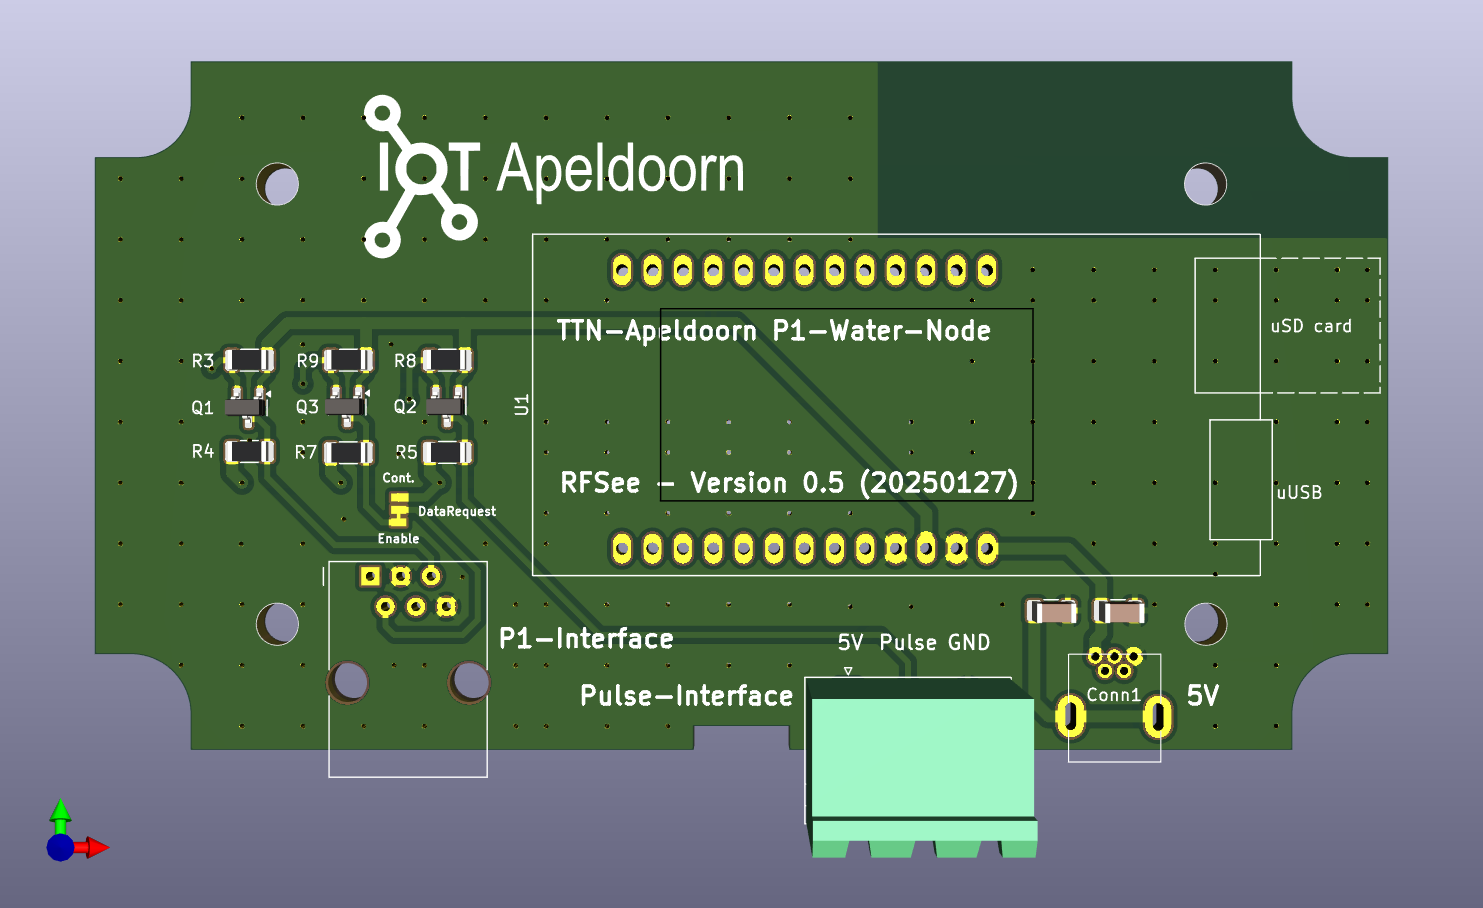 IOT Apeldoorn
TTN-Apeldoorn P1-Water-Node
uSD card
R3
R9
R8
Q1
Q3
Q2
U1
R4
R7
R5
Cont.
DataRequest
Enable
RFSee - Version 0.5 (20250127)
uUSB
P1-Interface
5V Pulse GND
Pulse-Interface
Conn1
5V